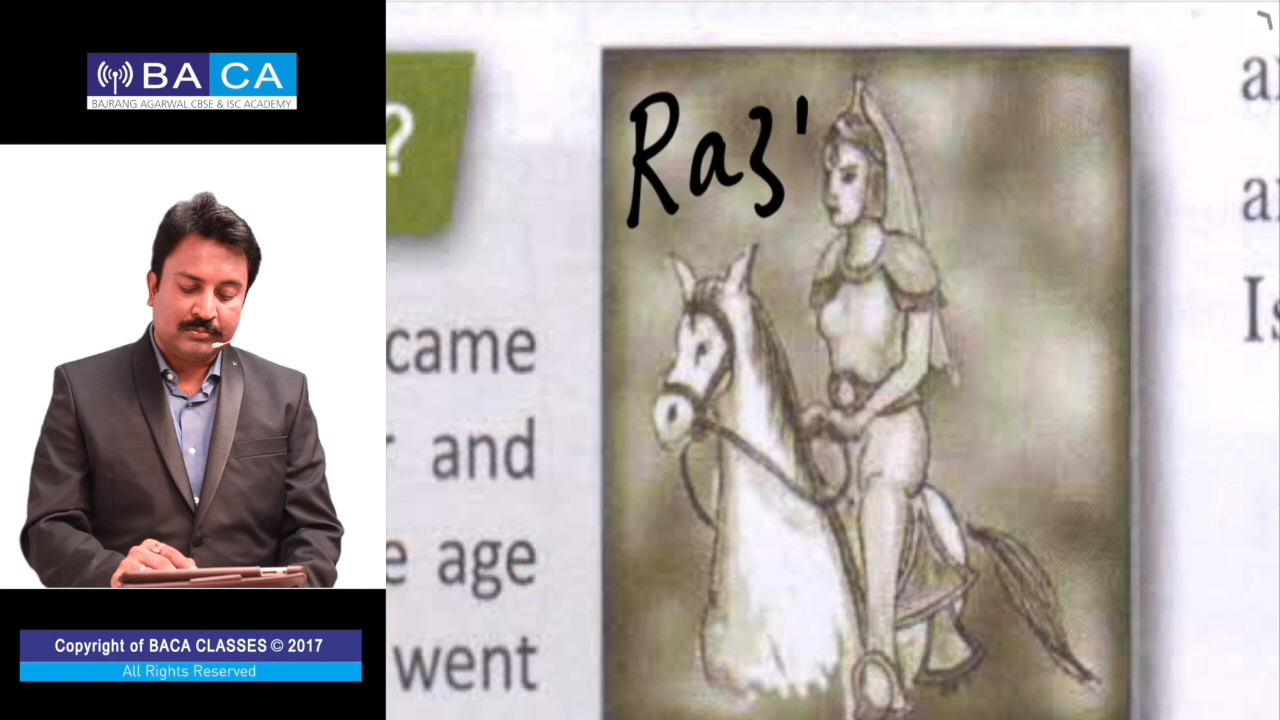 BACA
BAJRANG AGARWAL CBSE & ISC ACADEMY
?
came
and
age
went
Raz'
Copyright of BACA CLASSES © 2017
All Rights Reserved